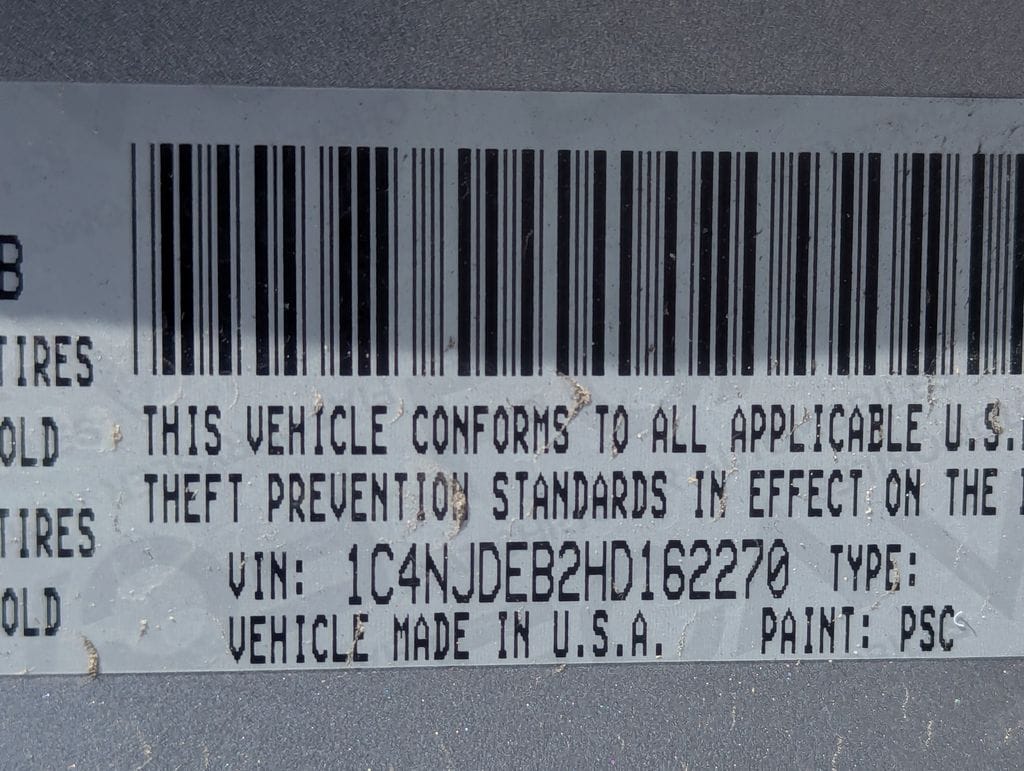 B
TIRES
OLD
TIRES
OLD
THIS VEHICLE CONFORMS TO ALL APPLICABLE U.S.
THEFT PREVENTION STANDARDS IN EFFECT ON THE
VIN: 1C4NJDEB2HD162270 TYPE:
VEHICLE MADE IN U.S.A. PAINT: PSC